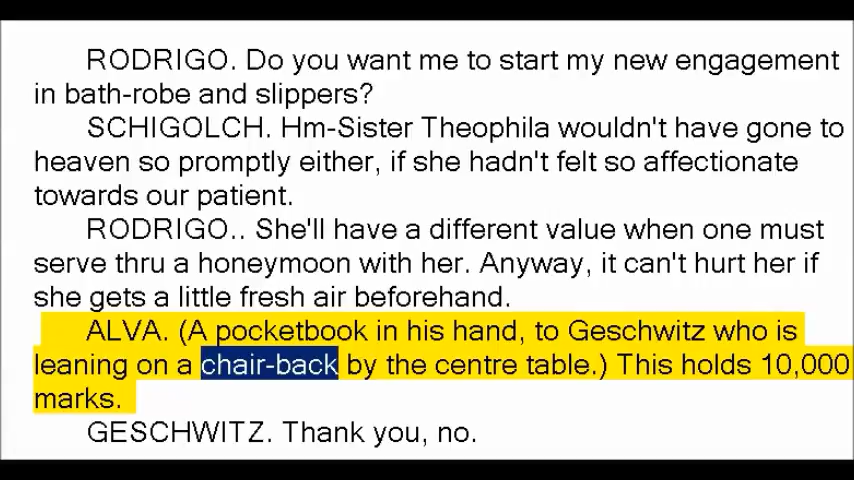 RODRIGO. Do you want me to start my new engagement
in bath-robe and slippers?
SCHIGOLCH. Hm-Sister Theophila wouldn't have gone to
heaven so promptly either, if she hadn't felt so affectionate
towards our patient.
RODRIGO.. She'll have a different value when one must
serve thru a honeymoon with her. Anyway, it can't hurt her if
she gets a little fresh air beforehand.
ALVA. (A pocketbook in his hand, to Geschwitz who is
leaning on a chair-back by the centre table.) This holds 10,000
marks.
GESCHWITZ. Thank you, no.